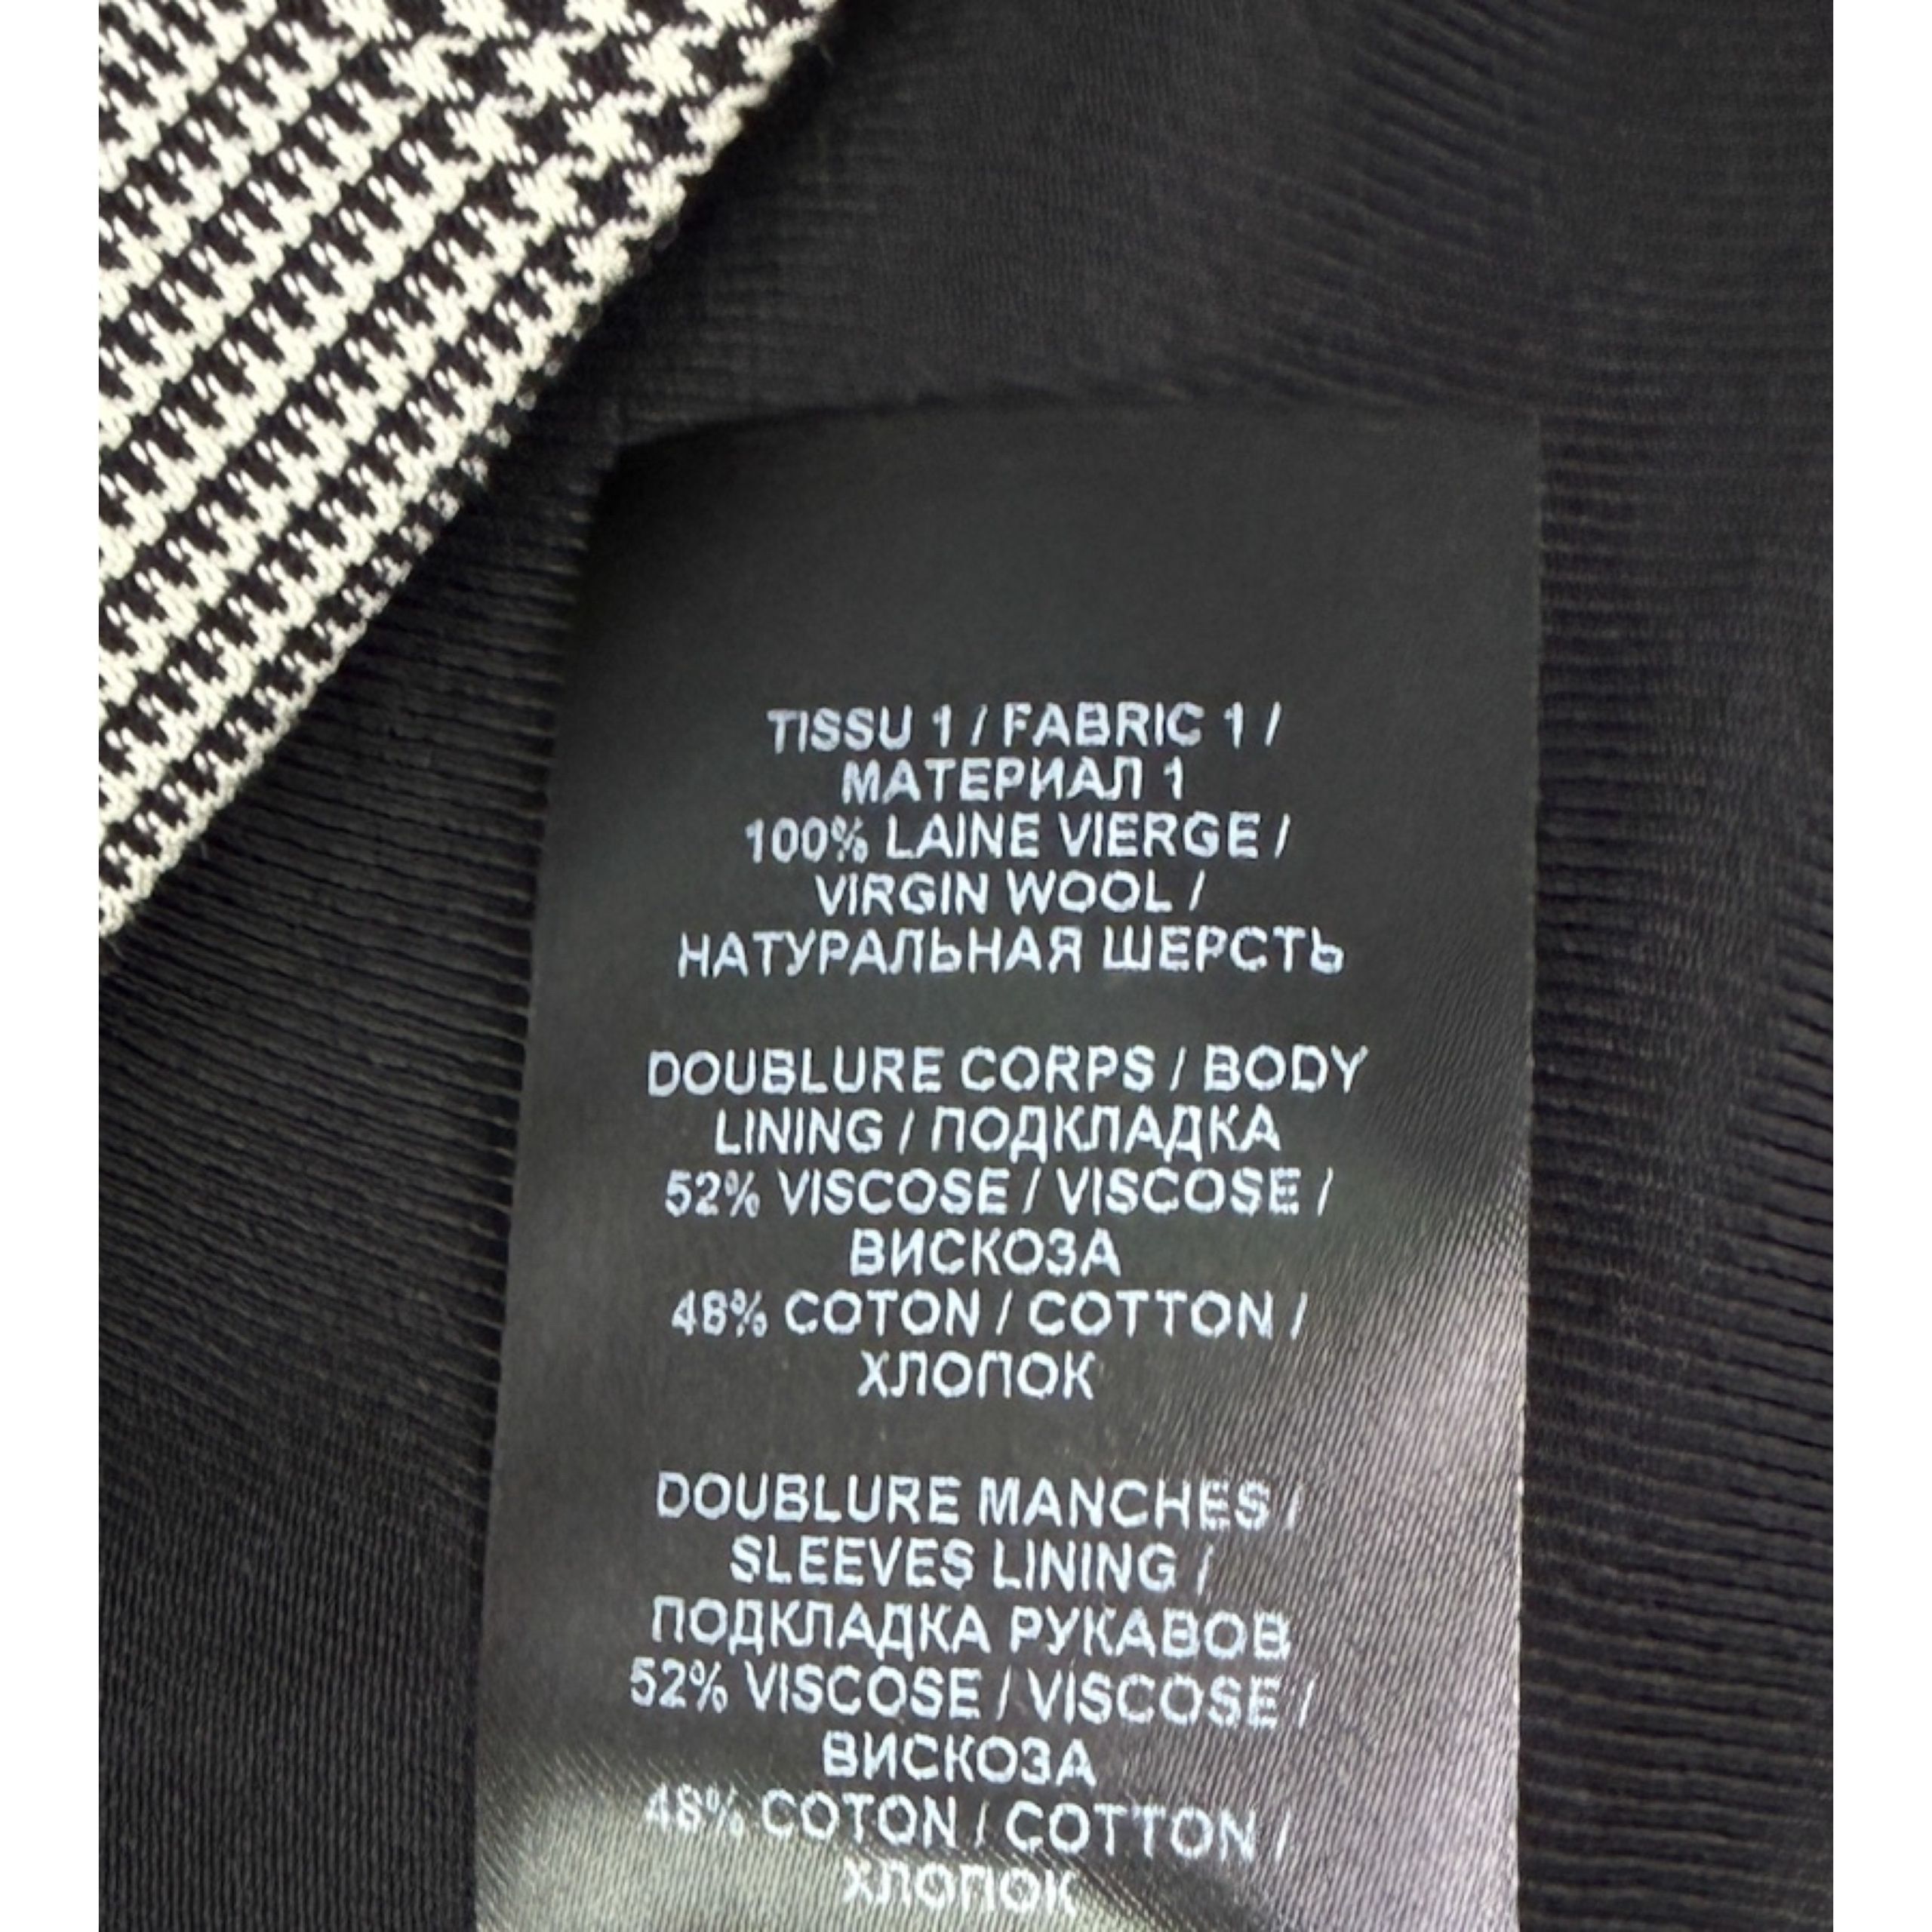 TISSU 1 / FABRIC 1 /
МАТЕРИАЛ 1
100% LAINE VIERGE /
VIRGIN WOOL /
НАТУРАЛЬНАЯ ШЕРСТЬ
DOUBLURE CORPS / BODY
LINING / ПОДКЛАДКА
52% VISCOSE / VISCOSE /
ВИСКОЗА
48% COTON / COTTON /
ХЛОПОК
DOUBLURE MANCHES /
SLEEVES LINING /
ПОДКЛАДКА РУКАВОВ
52% VISCOSE / VISCOSE /
ВИСКОЗА
48% COTON / COTTON /
ХЛОПОК